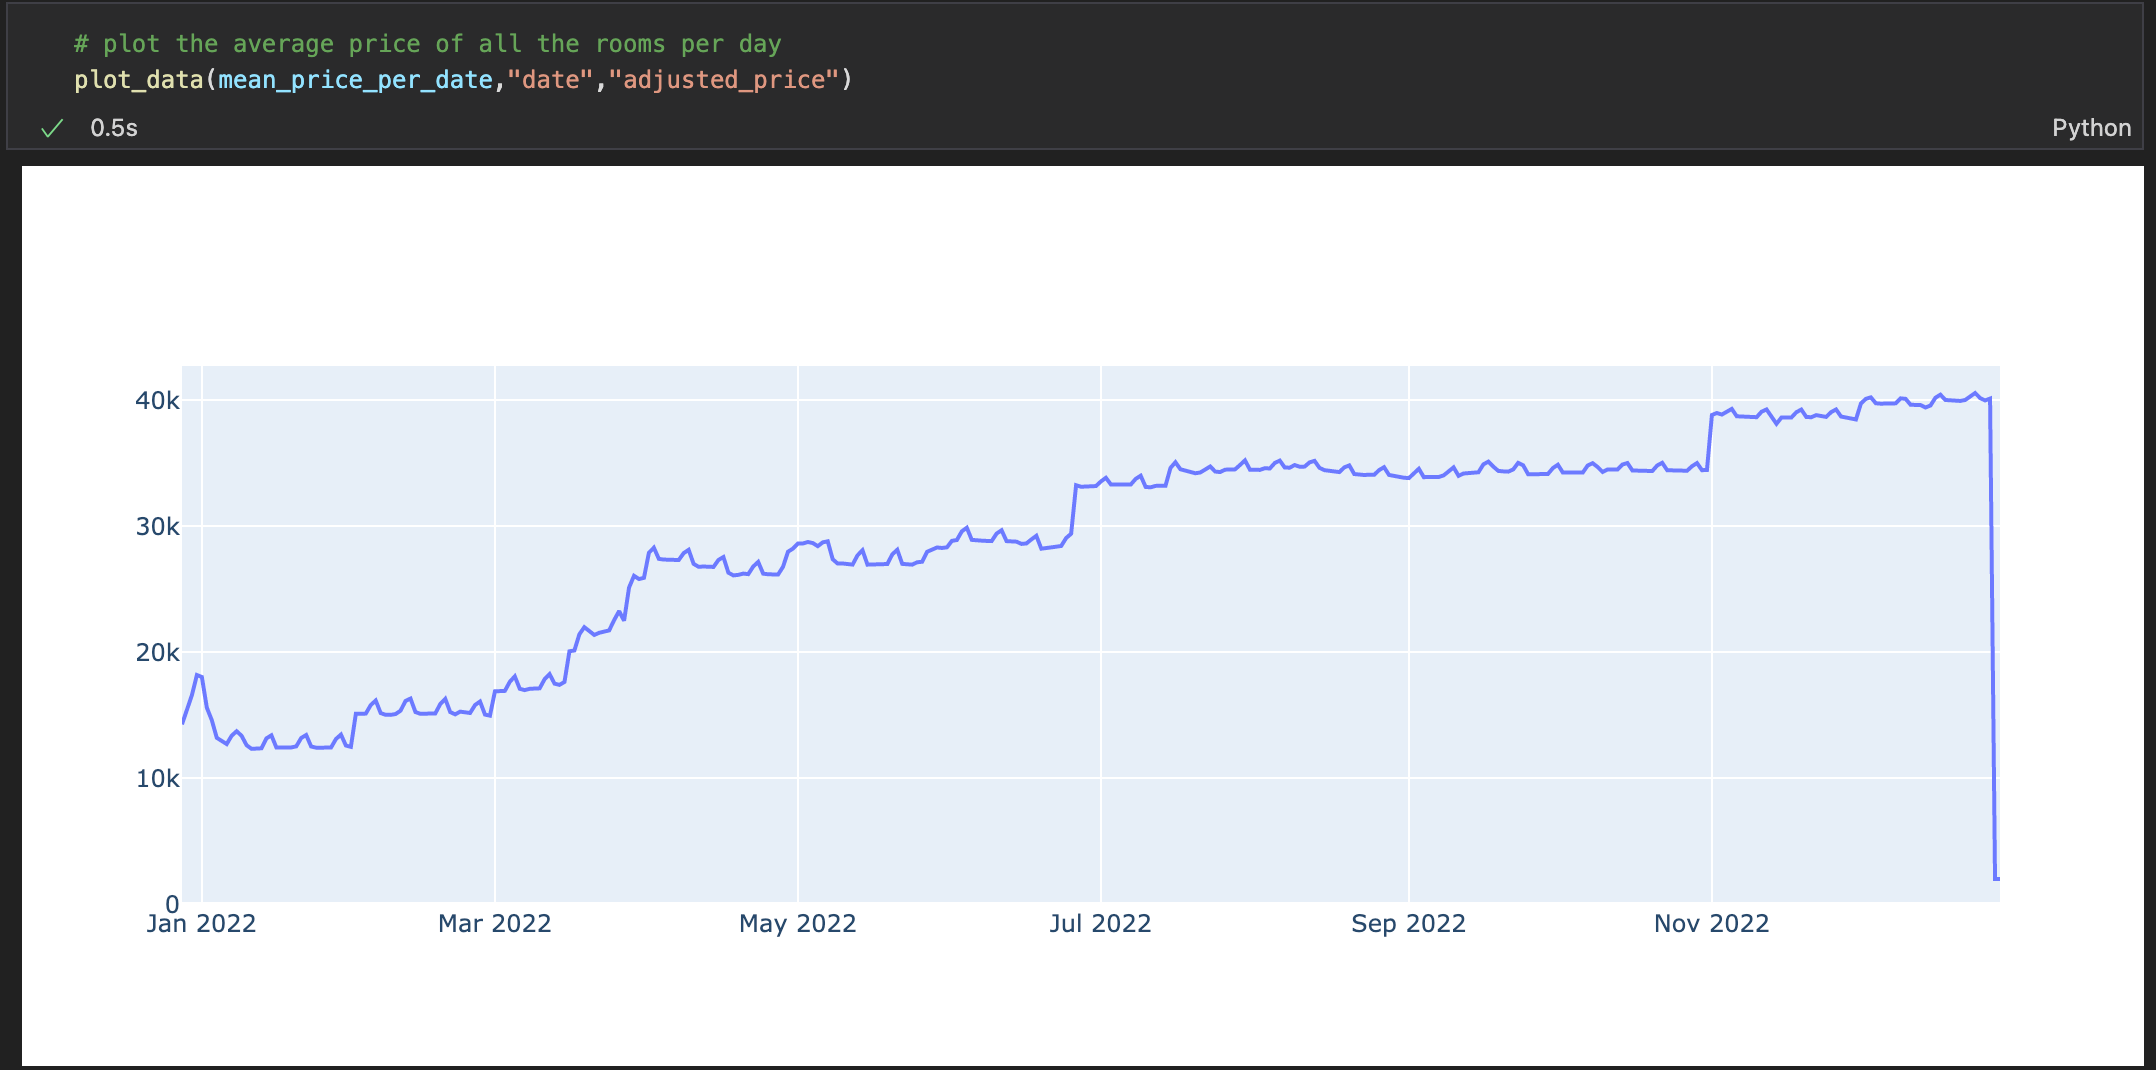 # plot the average price of all the rooms per day
plot_data(mean_price_per_date,"date","adjusted_price")
0.5s
Python
40k
30k
20k
10k
0
Jan 2022 Mar 2022 May 2022 Jul 2022 Sep 2022 Nov 2022